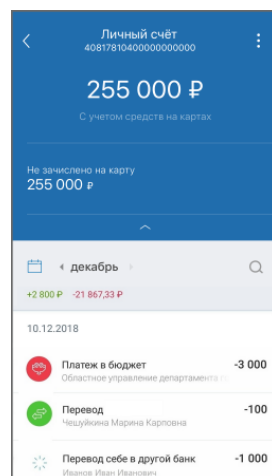 Личный счёт
40817810400000000000
255 000 ₽
С учетом средств на картах
Не зачислено на карту
255 000 ₽
декабрь
+2 800 ₽ -21 867,33 ₽
10.12.2018
Платеж в бюджет -3 000
Областное управление департамента
Перевод -100
Чешуйкина Марина Карповна
Перевод себе в другой банк -1 000
Иванов Иван Иванович